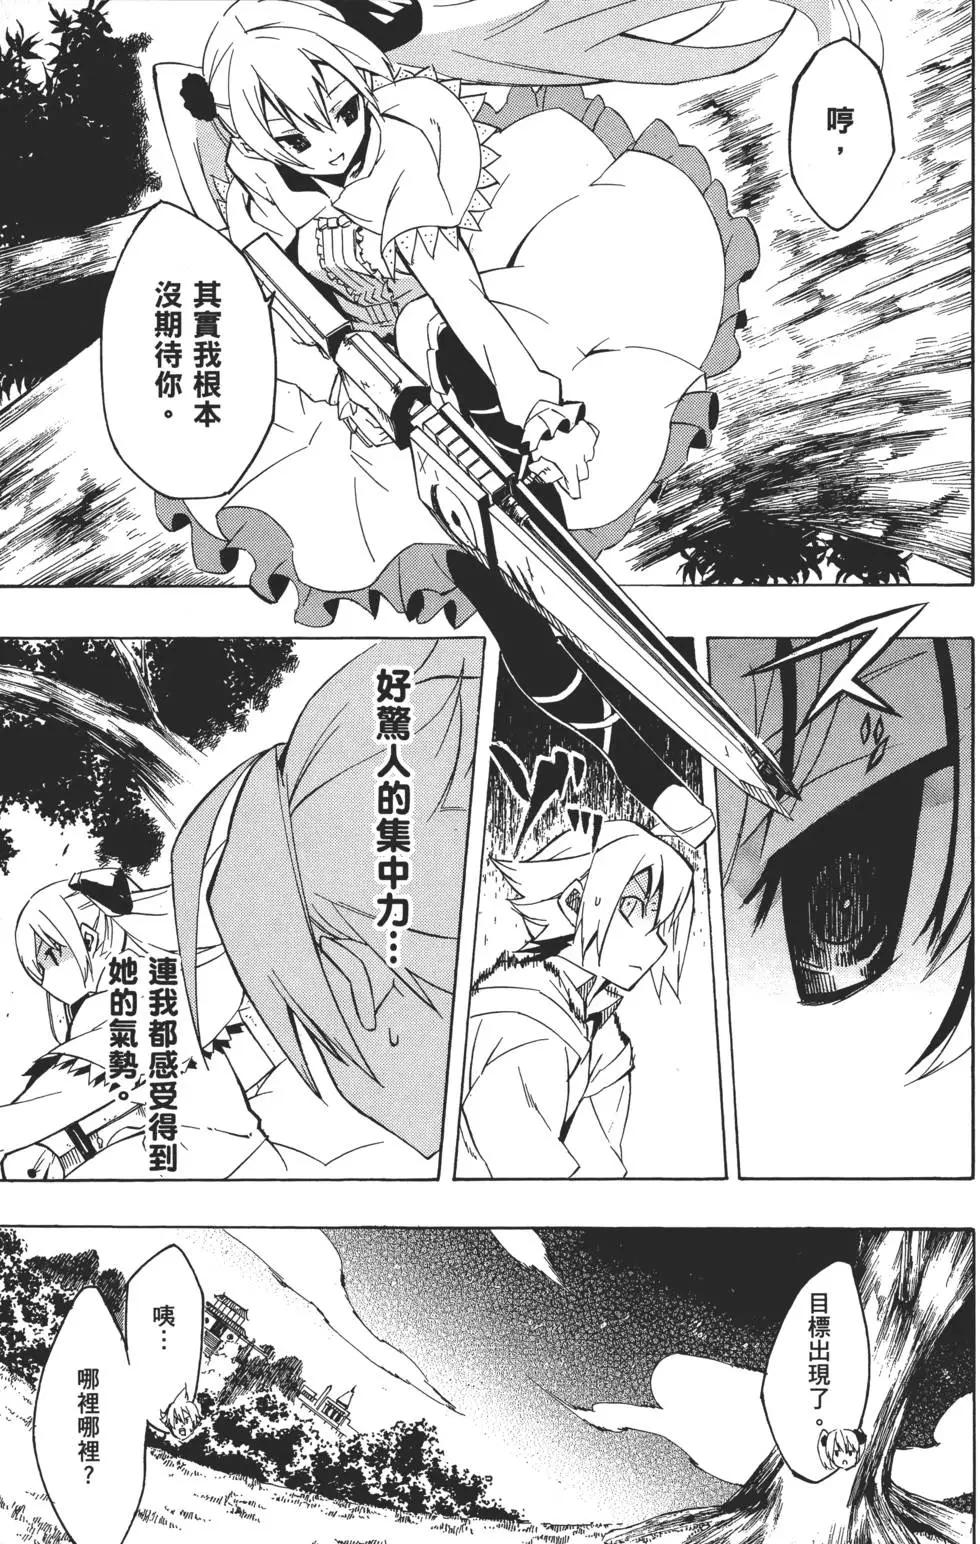 哼，
其實我根本
沒期待你。
好驚人的集中力…
連我都感受得到
她的氣勢。
目標出現了。
咦…
哪裡哪裡？